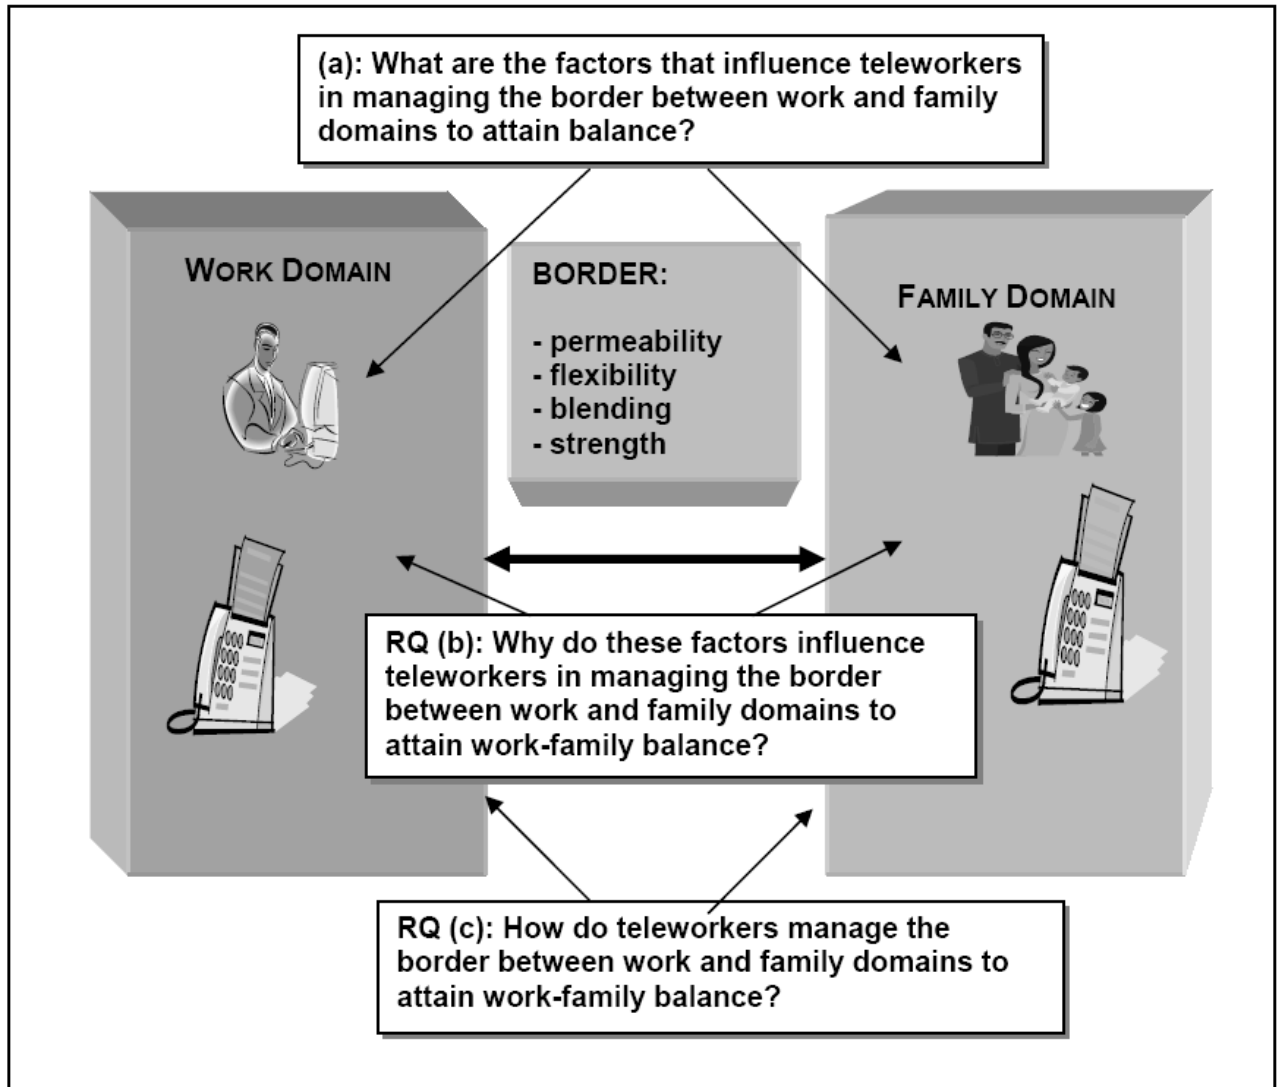 (a): What are the factors that influence teleworkers
in managing the border between work and family
domains to attain balance?
WORK DOMAIN
BORDER:
- permeability
- flexibility
- blending
- strength
FAMILY DOMAIN
RQ (b): Why do these factors influence
teleworkers in managing the border
between work and family domains to
attain work-family balance?
RQ (c): How do teleworkers manage the
border between work and family domains to
attain work-family balance?